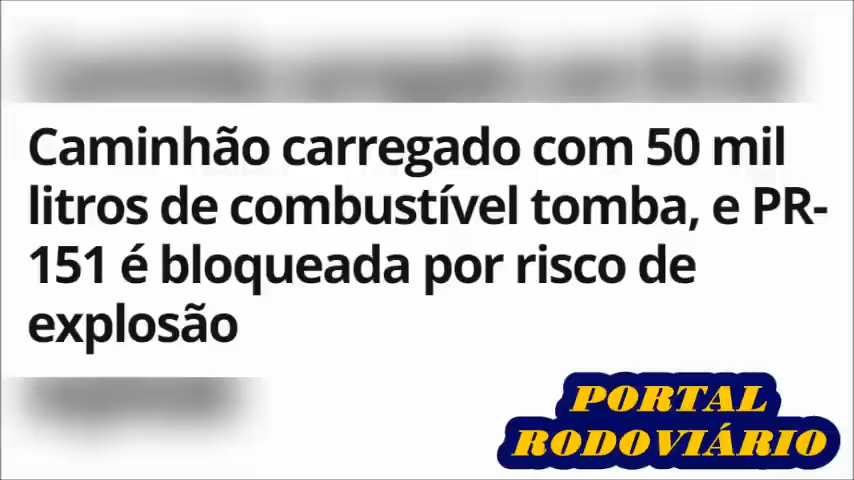 Caminhão carregado com 50 mil
litros de combustível tomba, e PR-
151 é bloqueada por risco de
explosão
PORTAL
RODOVIÁRIO